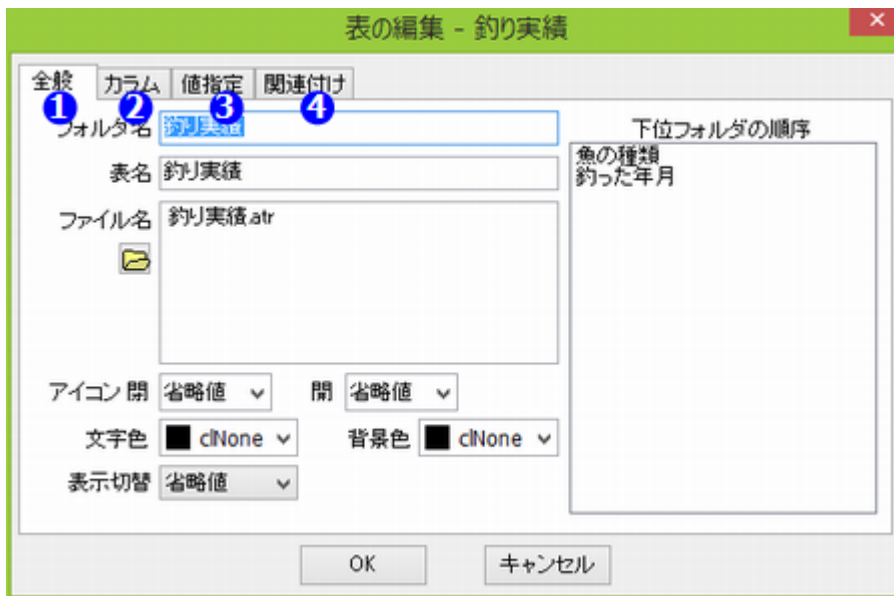 表の編集 - 釣り実績
全般 カラム 値指定 関連付け
1 2 3 4
フォルダ名 釣り実績
表名 釣り実績
ファイル名 釣り実績.atr
アイコン 閉 省略値 開 省略値
文字色 clNone 背景色 clNone
表示切替 省略値
下位フォルダの順序
魚の種類
釣った年月
OK キャンセル